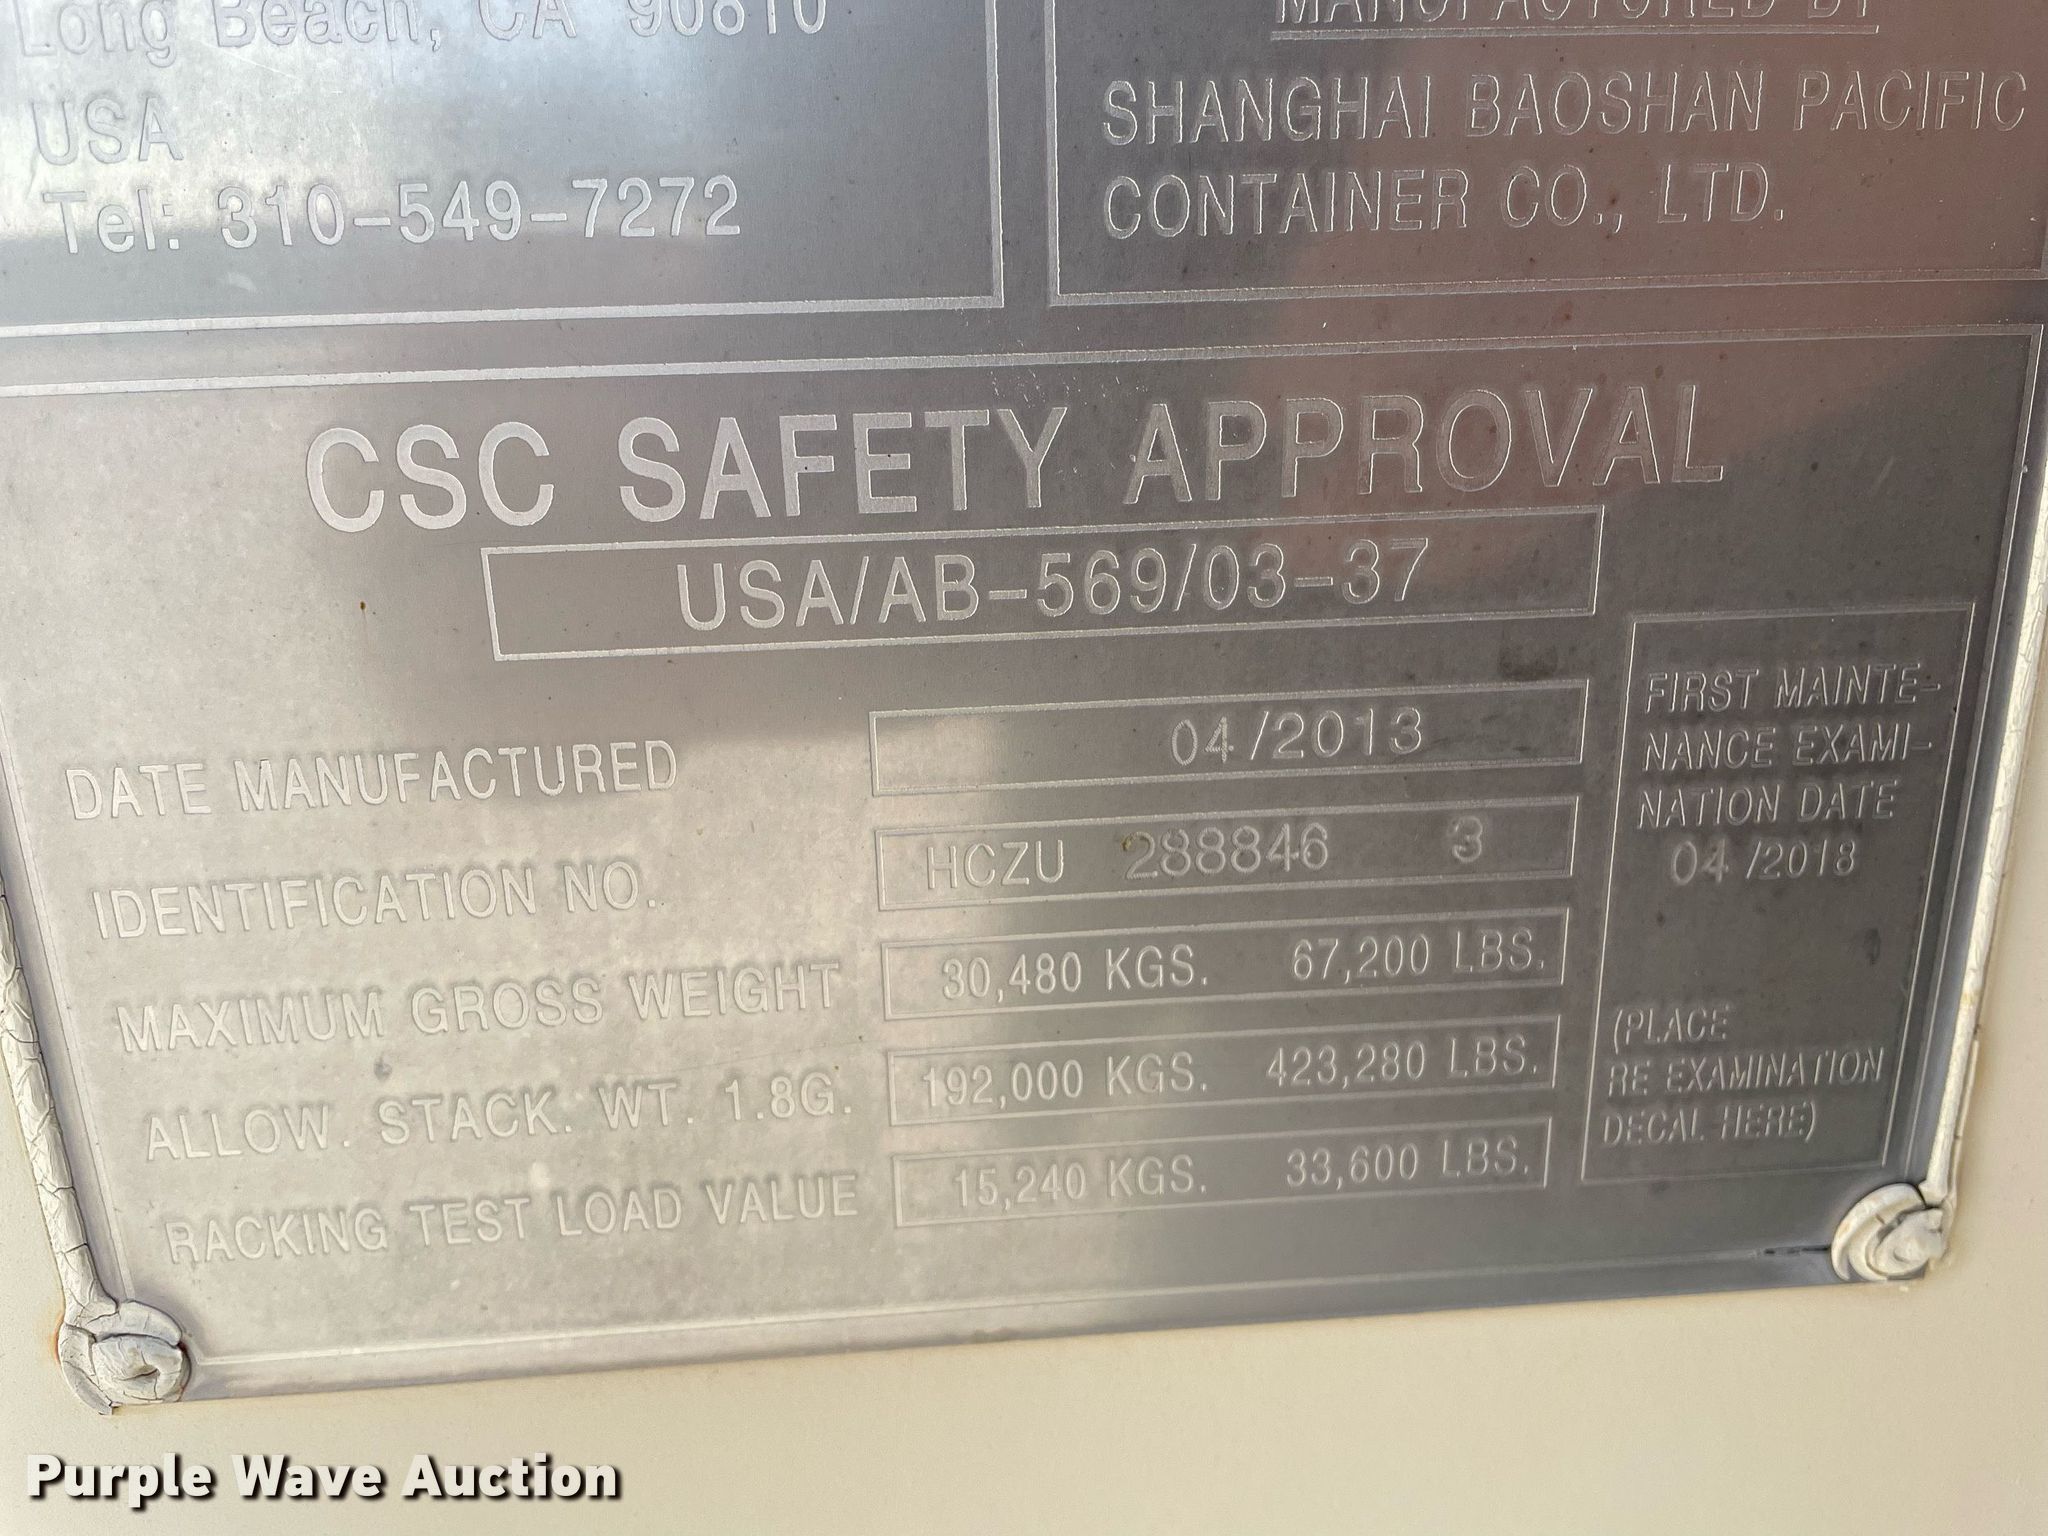 Long Beach, CA 90810
USA
Tel: 310-549-7272
MANUFACTURED BY
SHANGHAI BAOSHAN PACIFIC
CONTAINER CO., LTD.
CSC SAFETY APPROVAL
USA/AB-569/03-37
DATE MANUFACTURED 04/2013
IDENTIFICATION NO. HCZU 288846 3
MAXIMUM GROSS WEIGHT 30,480 KGS. 67,200 LBS.
ALLOW. STACK. WT. 1.8G. 192,000 KGS. 423,280 LBS.
RACKING TEST LOAD VALUE 15,240 KGS. 33,600 LBS.
FIRST MAINTE-
NANCE EXAMI-
NATION DATE
04 /2018
(PLACE
RE EXAMINATION
DECAL HERE)
Purple Wave Auction